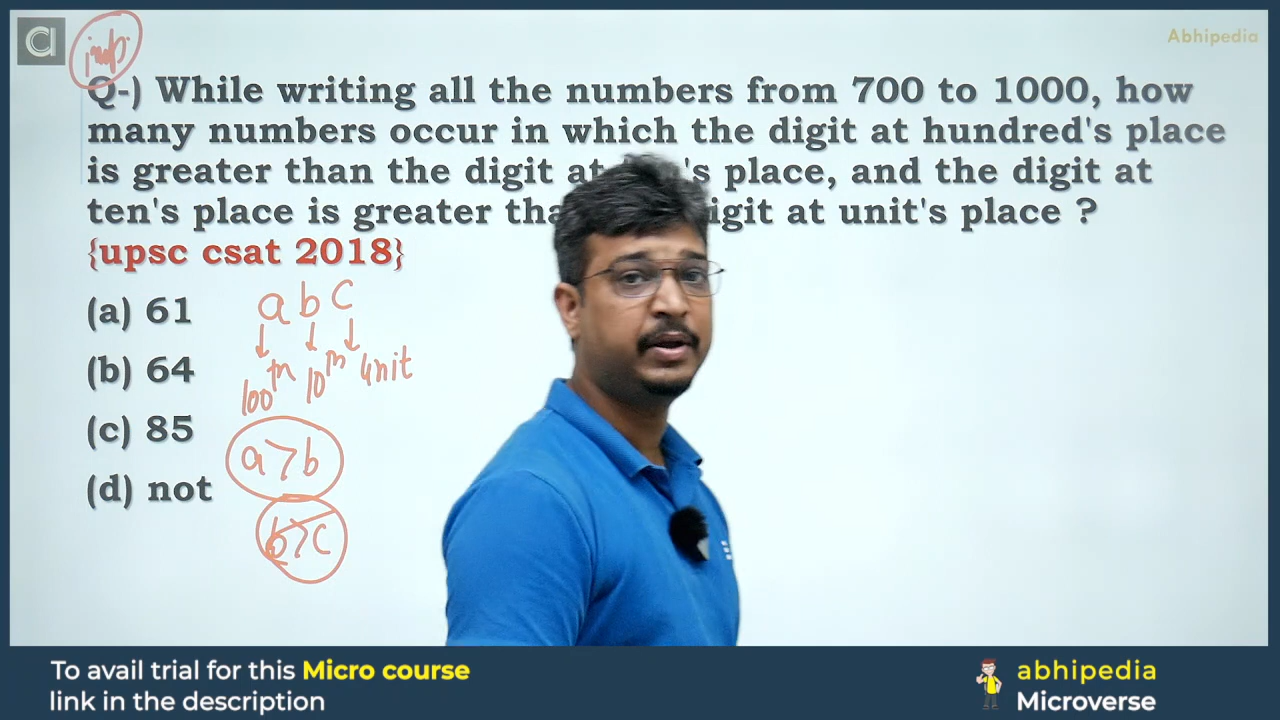 imp.
Abhipedia
Q-) While writing all the numbers from 700 to 1000, how
many numbers occur in which the digit at hundred's place
is greater than the digit at 's place, and the digit at
ten's place is greater igit at unit's place ?
{upsc csat 2018}
(a) 61
a b c
(b) 64
100th 10th unit
(c) 85
a>b
(d) not
b>c
To avail trial for this Micro course
link in the description
abhipedia
Microverse